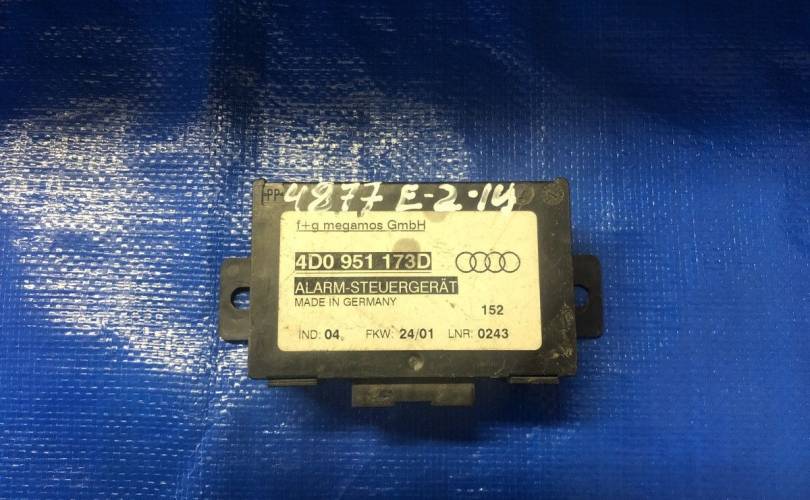 PP
4877 E-2-14
f+g megamos GmbH
4D0 951 173D
ALARM-STEUERGERÄT
MADE IN GERMANY
152
IND: 04. FKW: 24/01 LNR: 0243